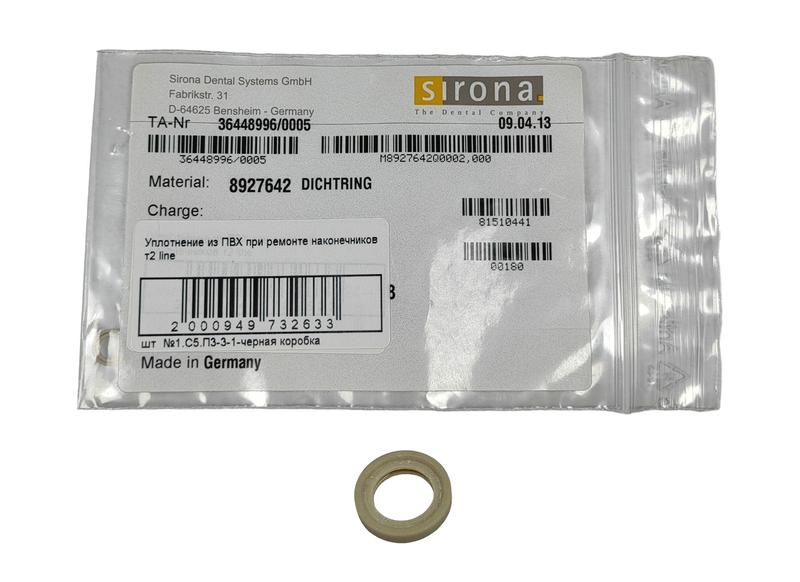 Sirona Dental Systems GmbH
Fabrikstr. 31
D-64625 Bensheim - Germany
sirona.
The Dental Company
TA-Nr 36448996/0005 09.04.13
36448996/0005 M892764200002,000
Material: 8927642 DICHTRING
Charge:
81510441
00180
Уплотнение из ПВХ при ремонте наконечников
т2 line
2 000949 732633
шт №1.С5.П3-3-1-черная коробка
Made in Germany